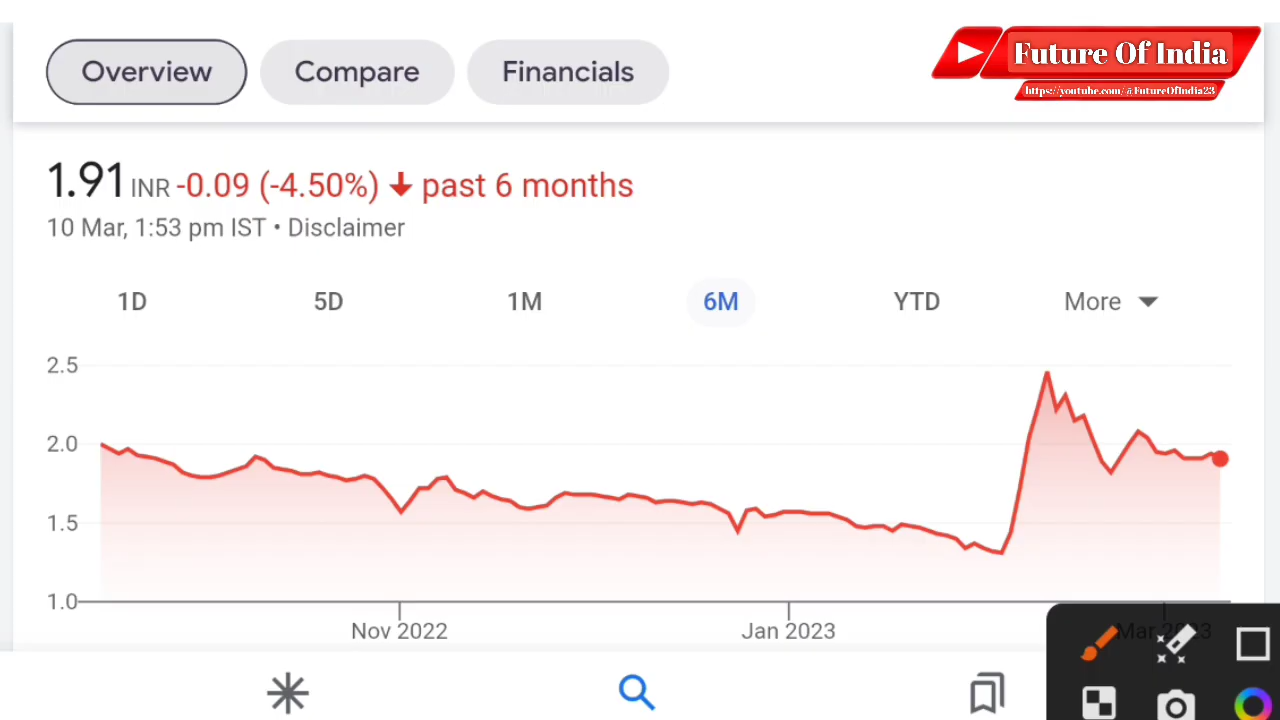 Overview Compare Financials
Future Of India
https://youtube.com/@FutureOfIndia23
1.91 INR -0.09 (-4.50%) ↓ past 6 months
10 Mar, 1:53 pm IST • Disclaimer
1D 5D 1M 6M YTD More
2.5
2.0
1.5
1.0
Nov 2022 Jan 2023 Mar 2023